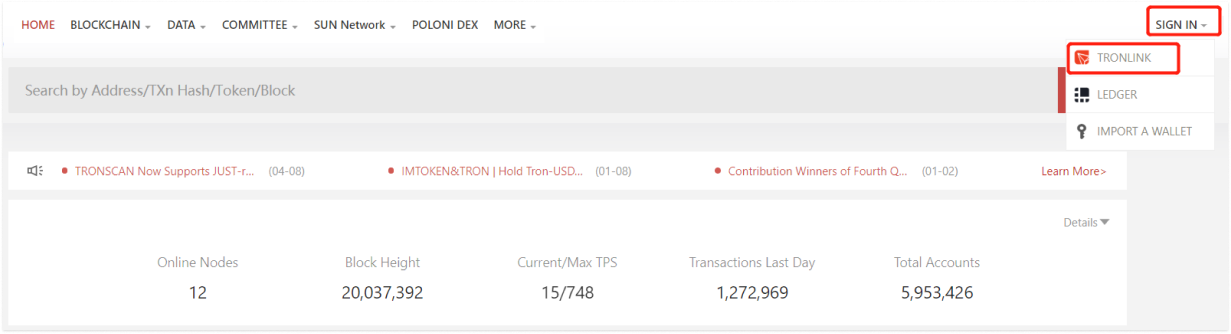 HOME BLOCKCHAIN DATA COMMITTEE SUN Network POLONI DEX MORE SIGN IN
TRONLINK
Search by Address/TXn Hash/Token/Block
LEDGER
IMPORT A WALLET
TRONSCAN Now Supports JUST-r... (04-08) IMTOKEN&TRON | Hold Tron-USD... (01-08) Contribution Winners of Fourth Q... (01-02) Learn More>
Details
Online Nodes Block Height Current/Max TPS Transactions Last Day Total Accounts
12 20,037,392 15/748 1,272,969 5,953,426